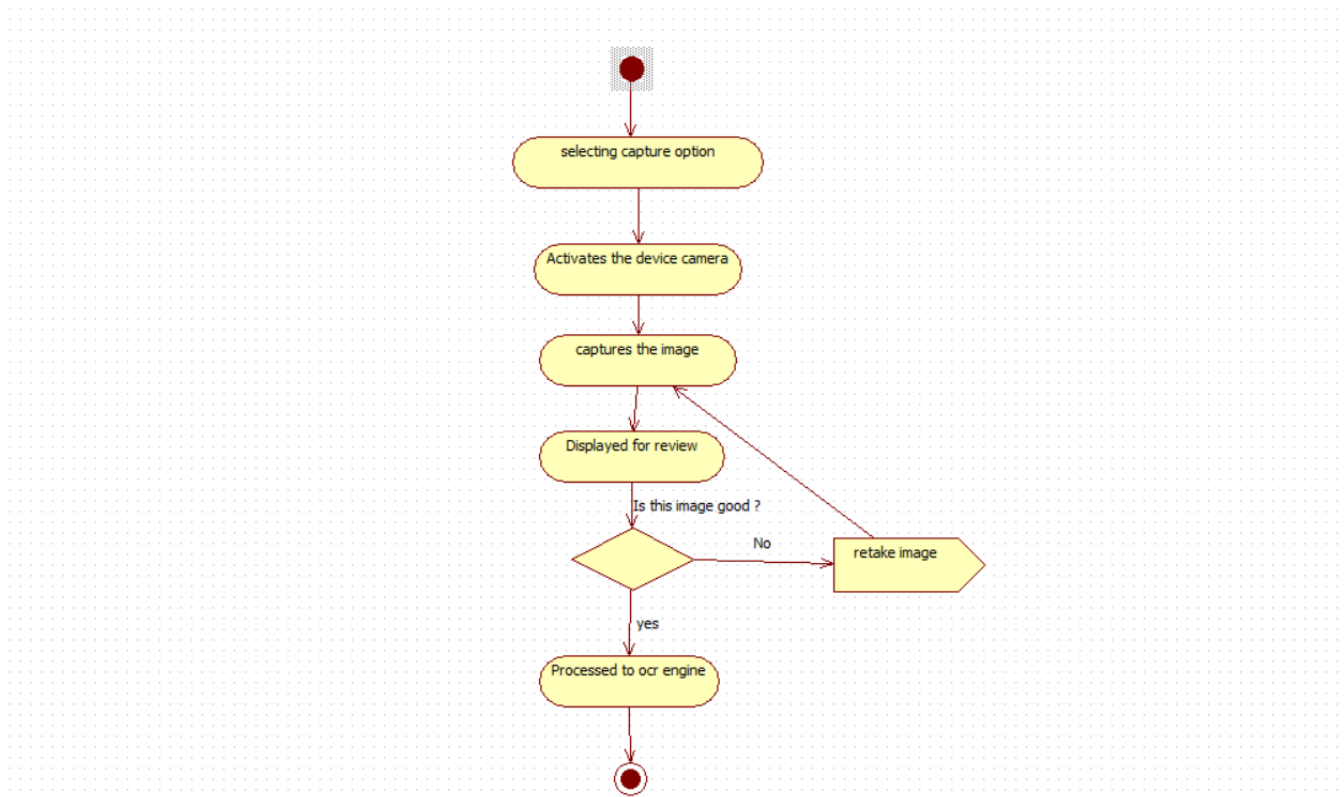 selecting capture option
Activates the device camera
captures the image
Displayed for review
Is this image good ?
No
retake image
yes
Processed to ocr engine